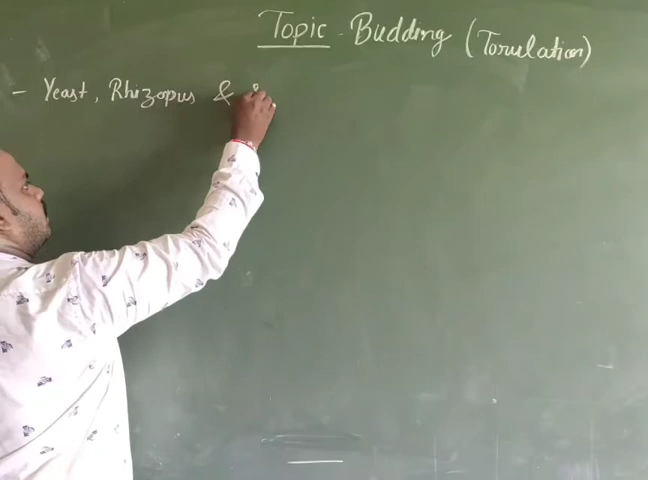 Topic - Budding (Torulation)
- Yeast, Rhizopus &